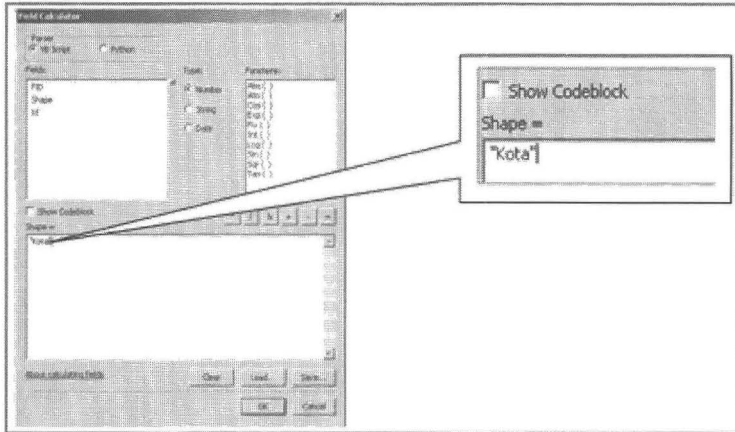 Field Calculator
Parser
VB Script
Python
Fields:
Type:
Functions:
FID
Shape
Id
Number
String
Date
Abs ( )
Atn ( )
Cos ( )
Exp ( )
Fix ( )
Int ( )
Log ( )
Sin ( )
Sqr ( )
Tan ( )
Show Codeblock
Shape =
* / & + - =
"Kota"
About calculating fields
Clear
Load...
Save...
OK
Cancel
Show Codeblock
Shape =
"Kota"